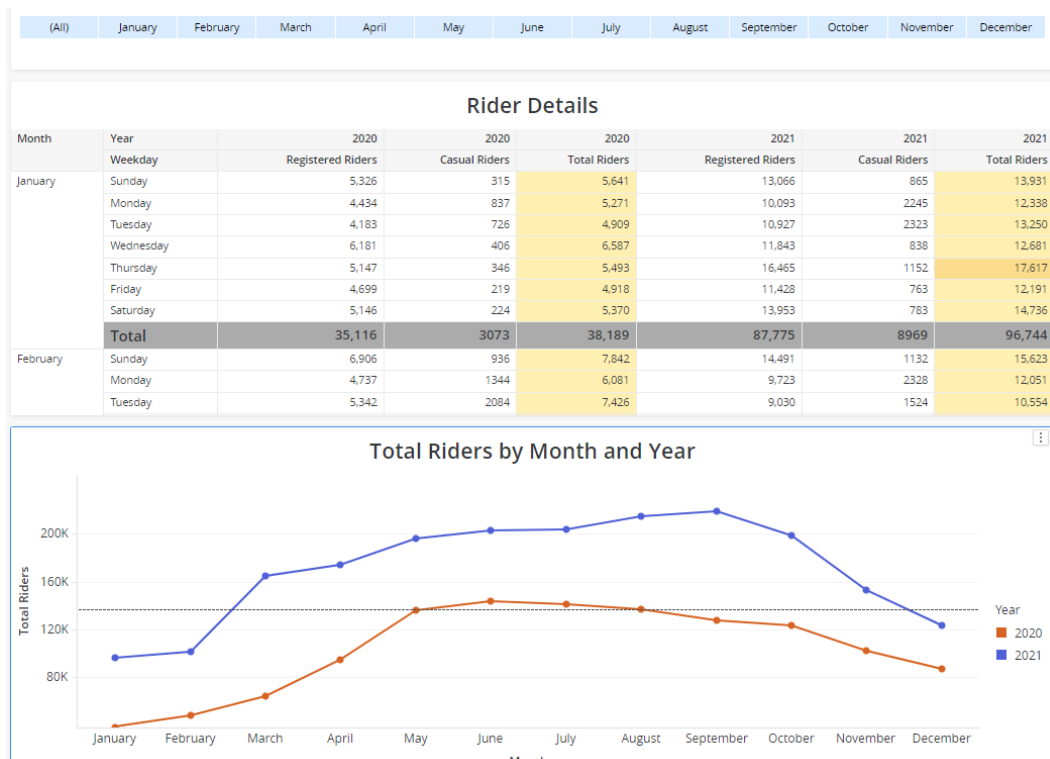 (All) January February March April May June July August September October November December
Rider Details
Month Year 2020 2020 2020 2021 2021 2021
Weekday Registered Riders Casual Riders Total Riders Registered Riders Casual Riders Total Riders
January Sunday 5,326 315 5,641 13,066 865 13,931
Monday 4,434 837 5,271 10,093 2245 12,338
Tuesday 4,183 726 4,909 10,927 2323 13,250
Wednesday 6,181 406 6,587 11,843 838 12,681
Thursday 5,147 346 5,493 16,465 1152 17,617
Friday 4,699 219 4,918 11,428 763 12,191
Saturday 5,146 224 5,370 13,953 783 14,736
Total 35,116 3073 38,189 87,775 8969 96,744
February Sunday 6,906 936 7,842 14,491 1132 15,623
Monday 4,737 1344 6,081 9,723 2328 12,051
Tuesday 5,342 2084 7,426 9,030 1524 10,554
Total Riders by Month and Year
Total Riders
200K
160K
120K
80K
Year
2020
2021
January February March April May June July August September October November December